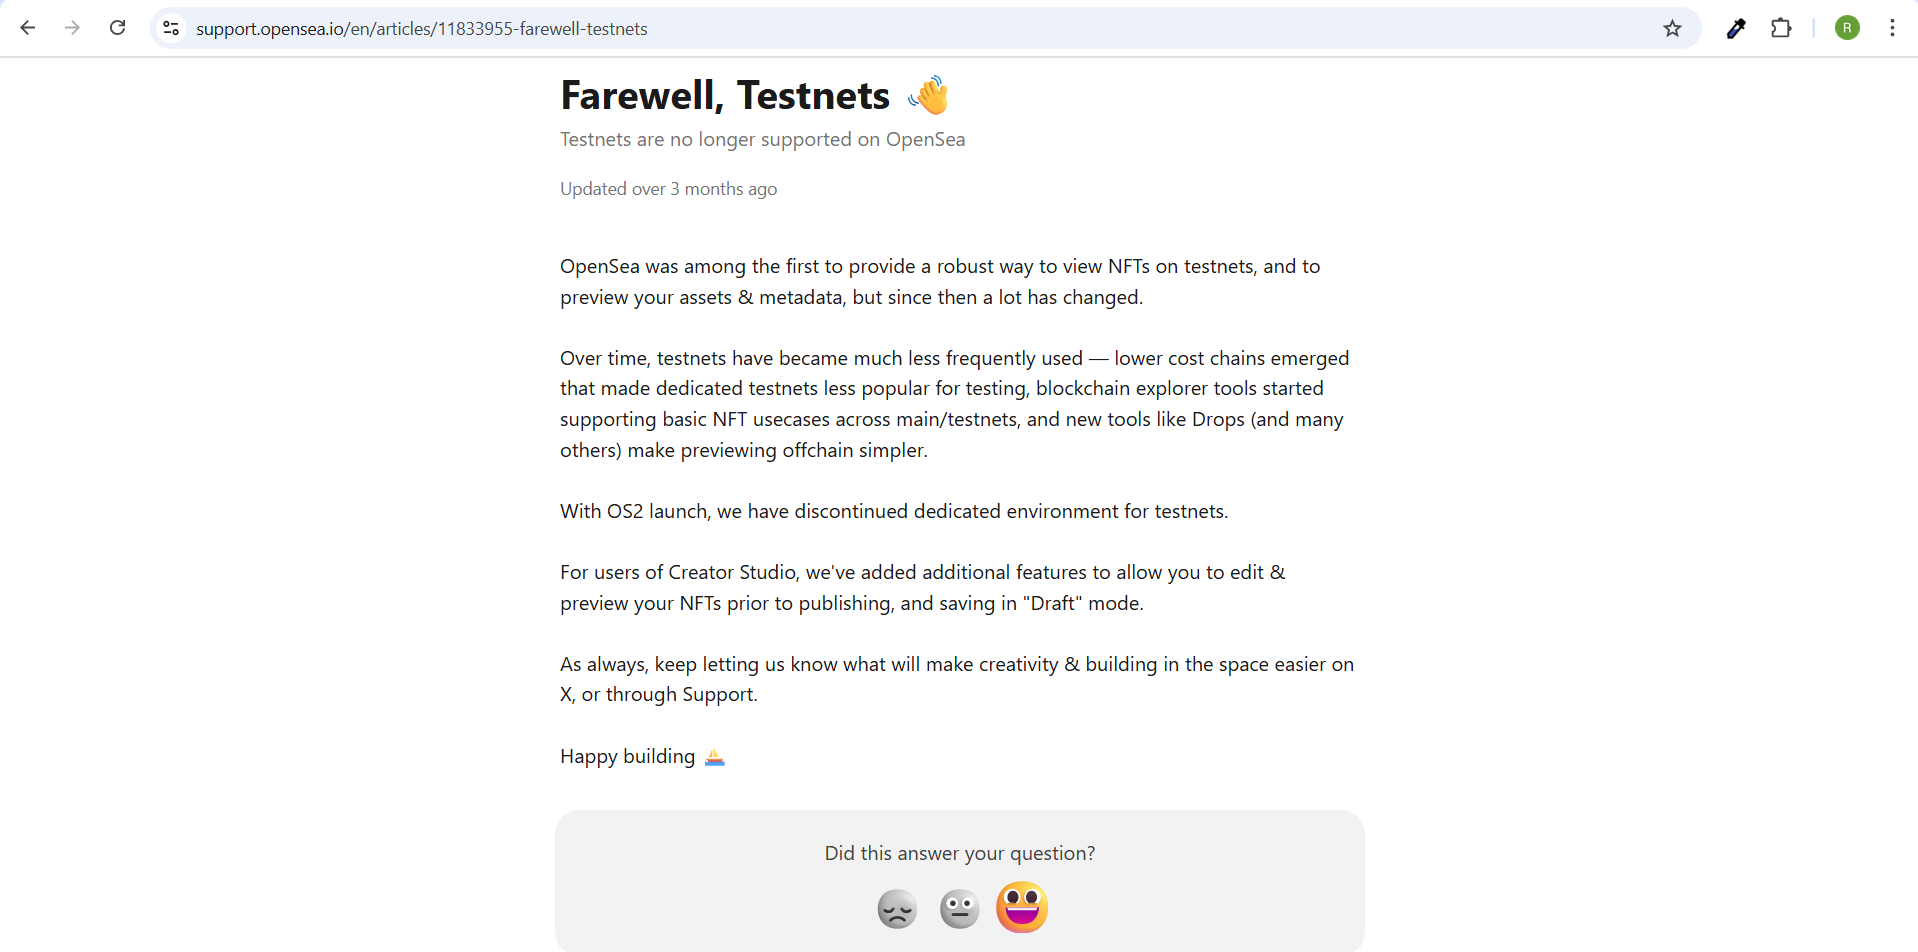 support.opensea.io/en/articles/11833955-farewell-testnets
R
Farewell, Testnets 👋
Testnets are no longer supported on OpenSea
Updated over 3 months ago
OpenSea was among the first to provide a robust way to view NFTs on testnets, and to
preview your assets & metadata, but since then a lot has changed.
Over time, testnets have became much less frequently used — lower cost chains emerged
that made dedicated testnets less popular for testing, blockchain explorer tools started
supporting basic NFT usecases across main/testnets, and new tools like Drops (and many
others) make previewing offchain simpler.
With OS2 launch, we have discontinued dedicated environment for testnets.
For users of Creator Studio, we've added additional features to allow you to edit &
preview your NFTs prior to publishing, and saving in "Draft" mode.
As always, keep letting us know what will make creativity & building in the space easier on
X, or through Support.
Happy building ⛵
Did this answer your question?